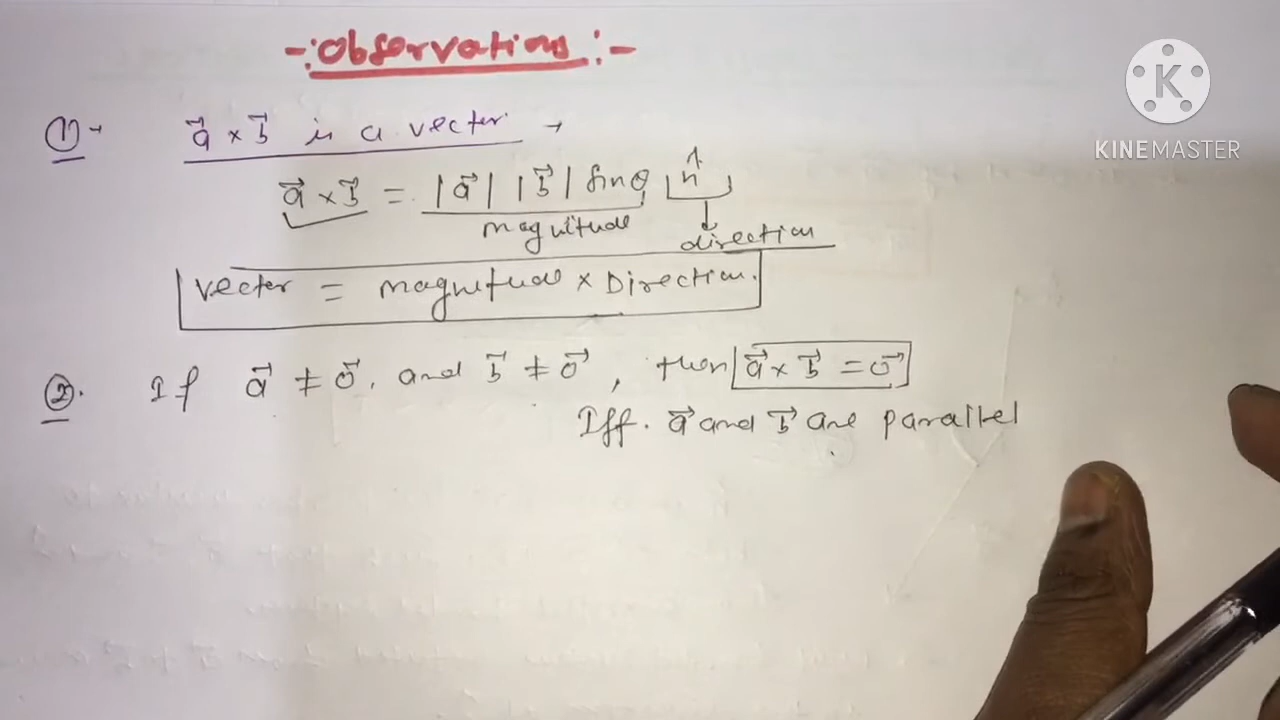 -: Observations :-
K
KINEMASTER
① → a⃗ × b⃗ is a vector →
a⃗ × b⃗ = |a⃗| |b⃗| Sinθ n̂
magnitude direction
Vector = magnitude × Direction.
②. If a⃗ ≠ 0⃗, and b⃗ ≠ 0⃗, then a⃗ × b⃗ = 0⃗
Iff. a⃗ and b⃗ are parallel